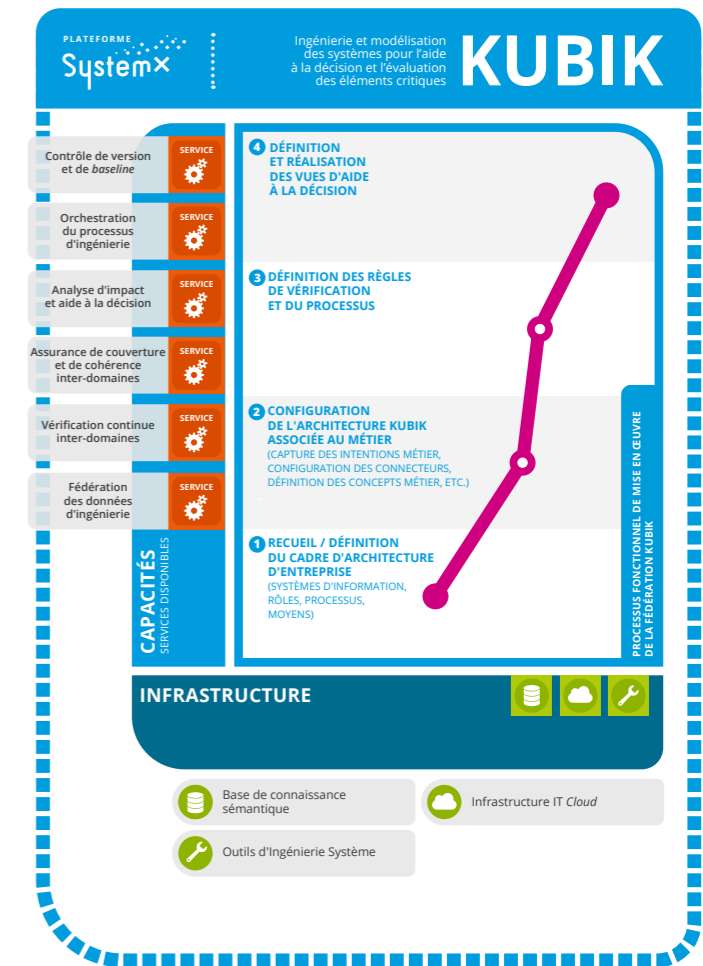 PLATEFORME
SystemX
Ingénierie et modélisation
des systèmes pour l'aide
à la décision et l'évaluation
des éléments critiques
KUBIK
Contrôle de version
et de baseline
SERVICE
Orchestration
du processus
d'ingénierie
SERVICE
Analyse d'impact
et aide à la décision
SERVICE
Assurance de couverture
et de cohérence
inter-domaines
SERVICE
Vérification continue
inter-domaines
SERVICE
Fédération
des données
d'ingénierie
SERVICE
CAPACITÉS
SERVICES DISPONIBLES
4 DÉFINITION
ET RÉALISATION
DES VUES D'AIDE
À LA DÉCISION
3 DÉFINITION DES RÈGLES
DE VÉRIFICATION
ET DU PROCESSUS
2 CONFIGURATION
DE L'ARCHITECTURE KUBIK
ASSOCIÉE AU MÉTIER
(CAPTURE DES INTENTIONS MÉTIER,
CONFIGURATION DES CONNECTEURS,
DÉFINITION DES CONCEPTS MÉTIER, ETC.)
1 RECUEIL / DÉFINITION
DU CADRE D'ARCHITECTURE
D'ENTREPRISE
(SYSTÈMES D'INFORMATION,
RÔLES, PROCESSUS,
MOYENS)
PROCESSUS FONCTIONNEL DE MISE EN ŒUVRE
DE LA FÉDÉRATION KUBIK
INFRASTRUCTURE
Base de connaissance
sémantique
Infrastructure IT Cloud
Outils d'Ingénierie Système